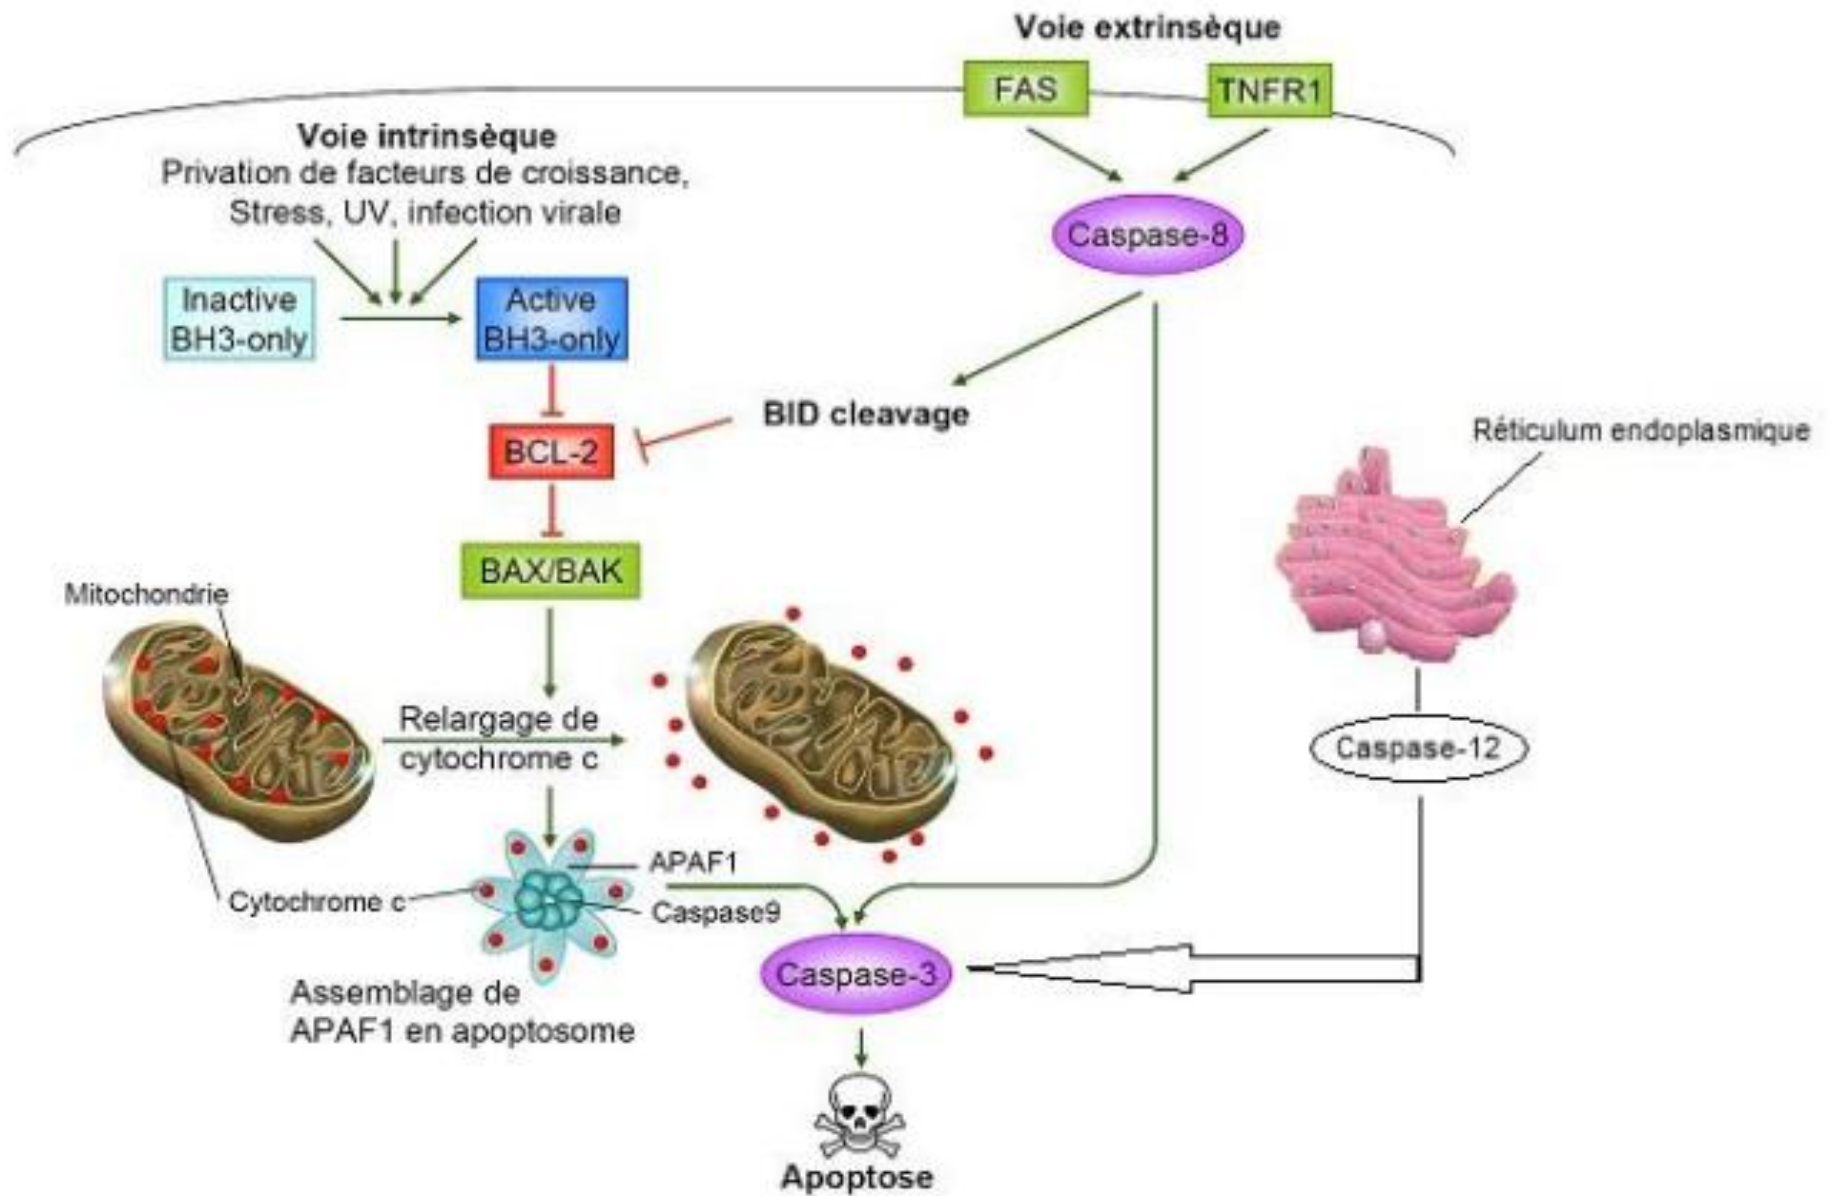 Voie extrinsèque
FAS
TNFR1
Voie intrinsèque
Privation de facteurs de croissance,
Stress, UV, infection virale
Caspase-8
Inactive
BH3-only
Active
BH3-only
BID cleavage
BCL-2
Réticulum endoplasmique
BAX/BAK
Mitochondrie
Relargage de
cytochrome c
Caspase-12
APAF1
Cytochrome c
Caspase9
Caspase-3
Assemblage de
APAF1 en apoptosome
Apoptose